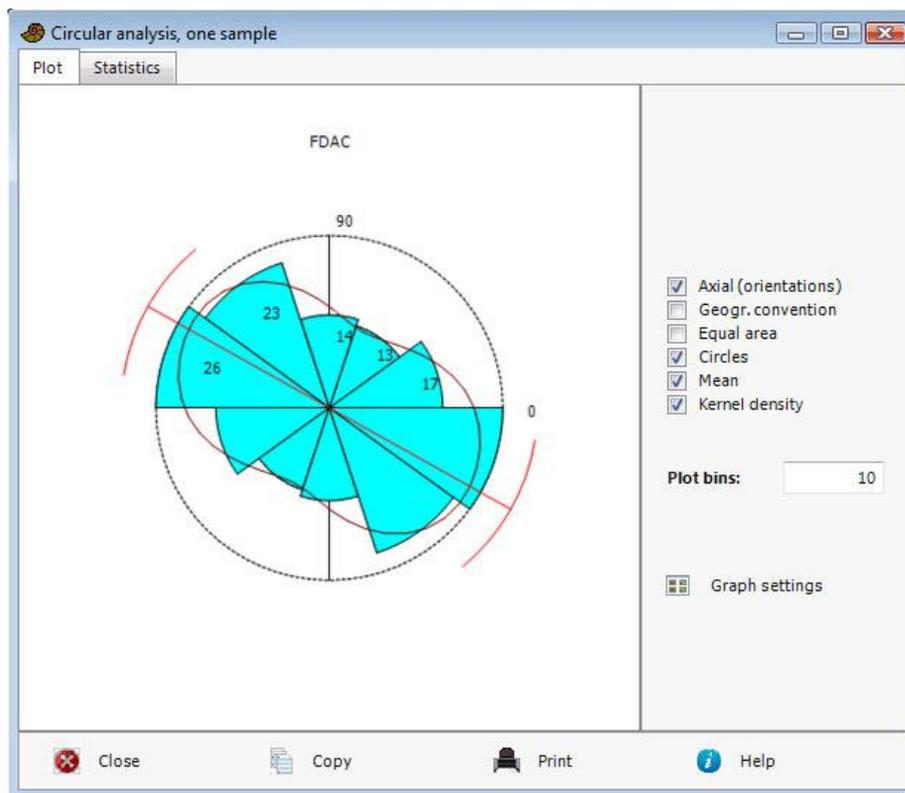 Circular analysis, one sample
Plot Statistics
FDAC
90
23
14
13
26
17
0
Axial (orientations)
Geogr. convention
Equal area
Circles
Mean
Kernel density
Plot bins: 10
Graph settings
Close Copy Print Help